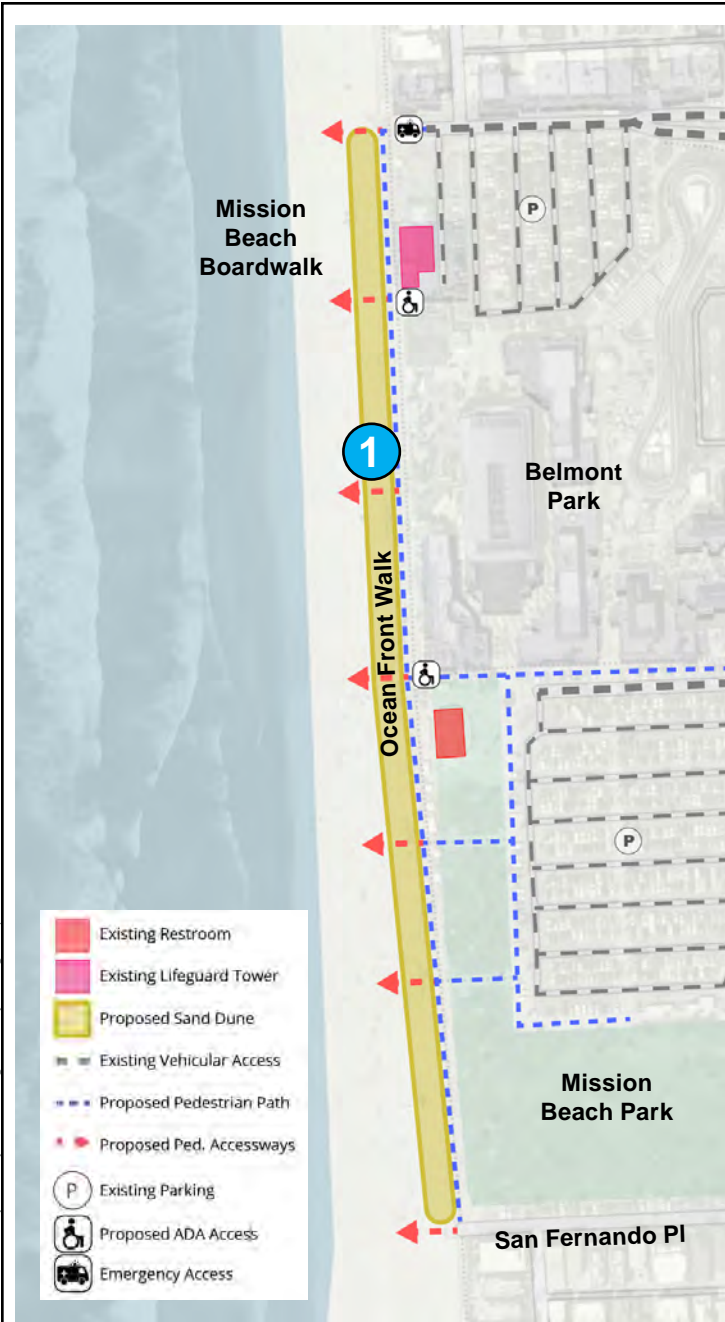 Mission
Beach
Boardwalk
P
1
Belmont
Park
Ocean Front Walk
P
Mission
Beach Park
San Fernando Pl
Existing Restroom
Existing Lifeguard Tower
Proposed Sand Dune
Existing Vehicular Access
Proposed Pedestrian Path
Proposed Ped. Accessways
P Existing Parking
Proposed ADA Access
Emergency Access